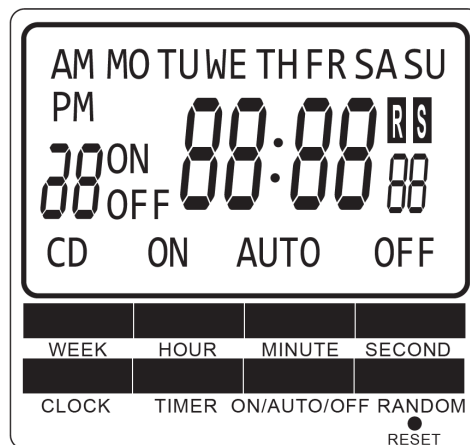 AM MO TU WE TH FR SA SU
PM
88:88 R S
28 ON
OFF 88
CD ON AUTO OFF
WEEK HOUR MINUTE SECOND
CLOCK TIMER ON/AUTO/OFF RANDOM
RESET